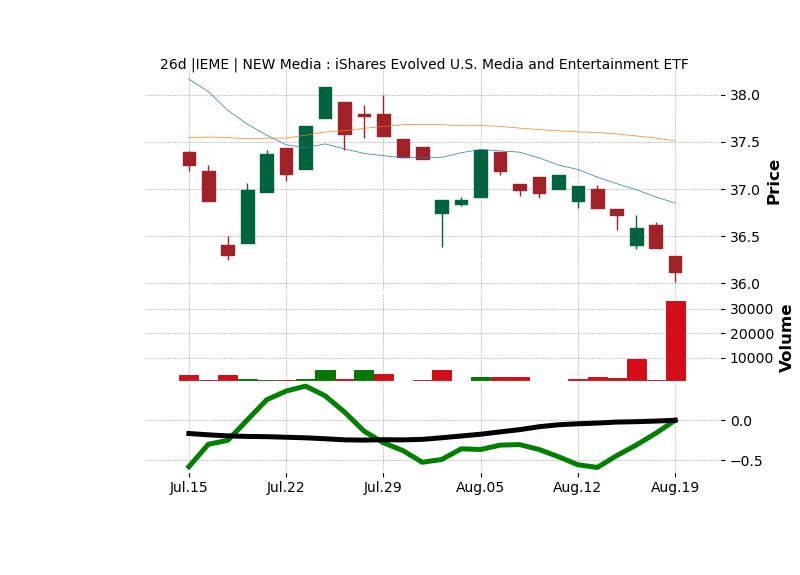 26d |IEME | NEW Media : iShares Evolved U.S. Media and Entertainment ETF
38.0
37.5
37.0
36.5
36.0
Price
30000
20000
10000
Volume
0.0
−0.5
Jul.15 Jul.22 Jul.29 Aug.05 Aug.12 Aug.19